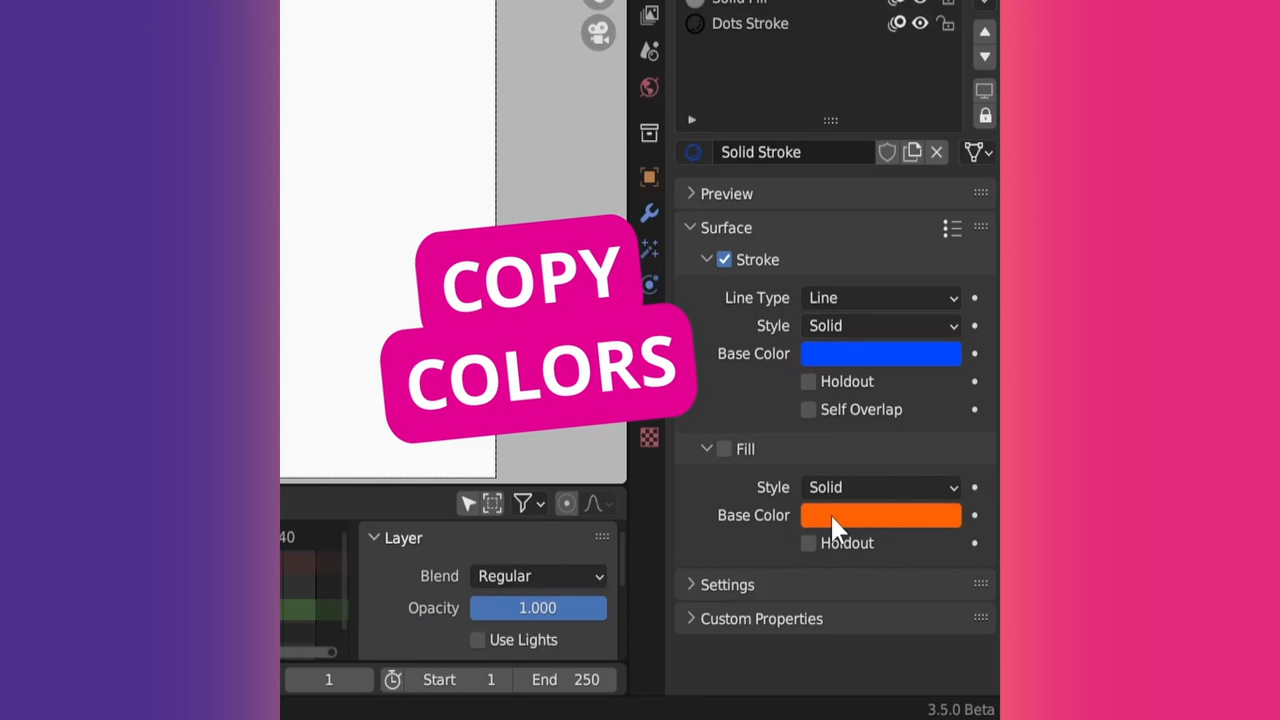 Solid Fill
Dots Stroke
Solid Stroke
Preview
Surface
Stroke
Line Type Line
Style Solid
Base Color
Holdout
Self Overlap
Fill
Style Solid
Base Color
Holdout
Settings
Custom Properties
COPY
COLORS
40
Layer
Blend Regular
Opacity 1.000
Use Lights
1 Start 1 End 250
3.5.0 Beta